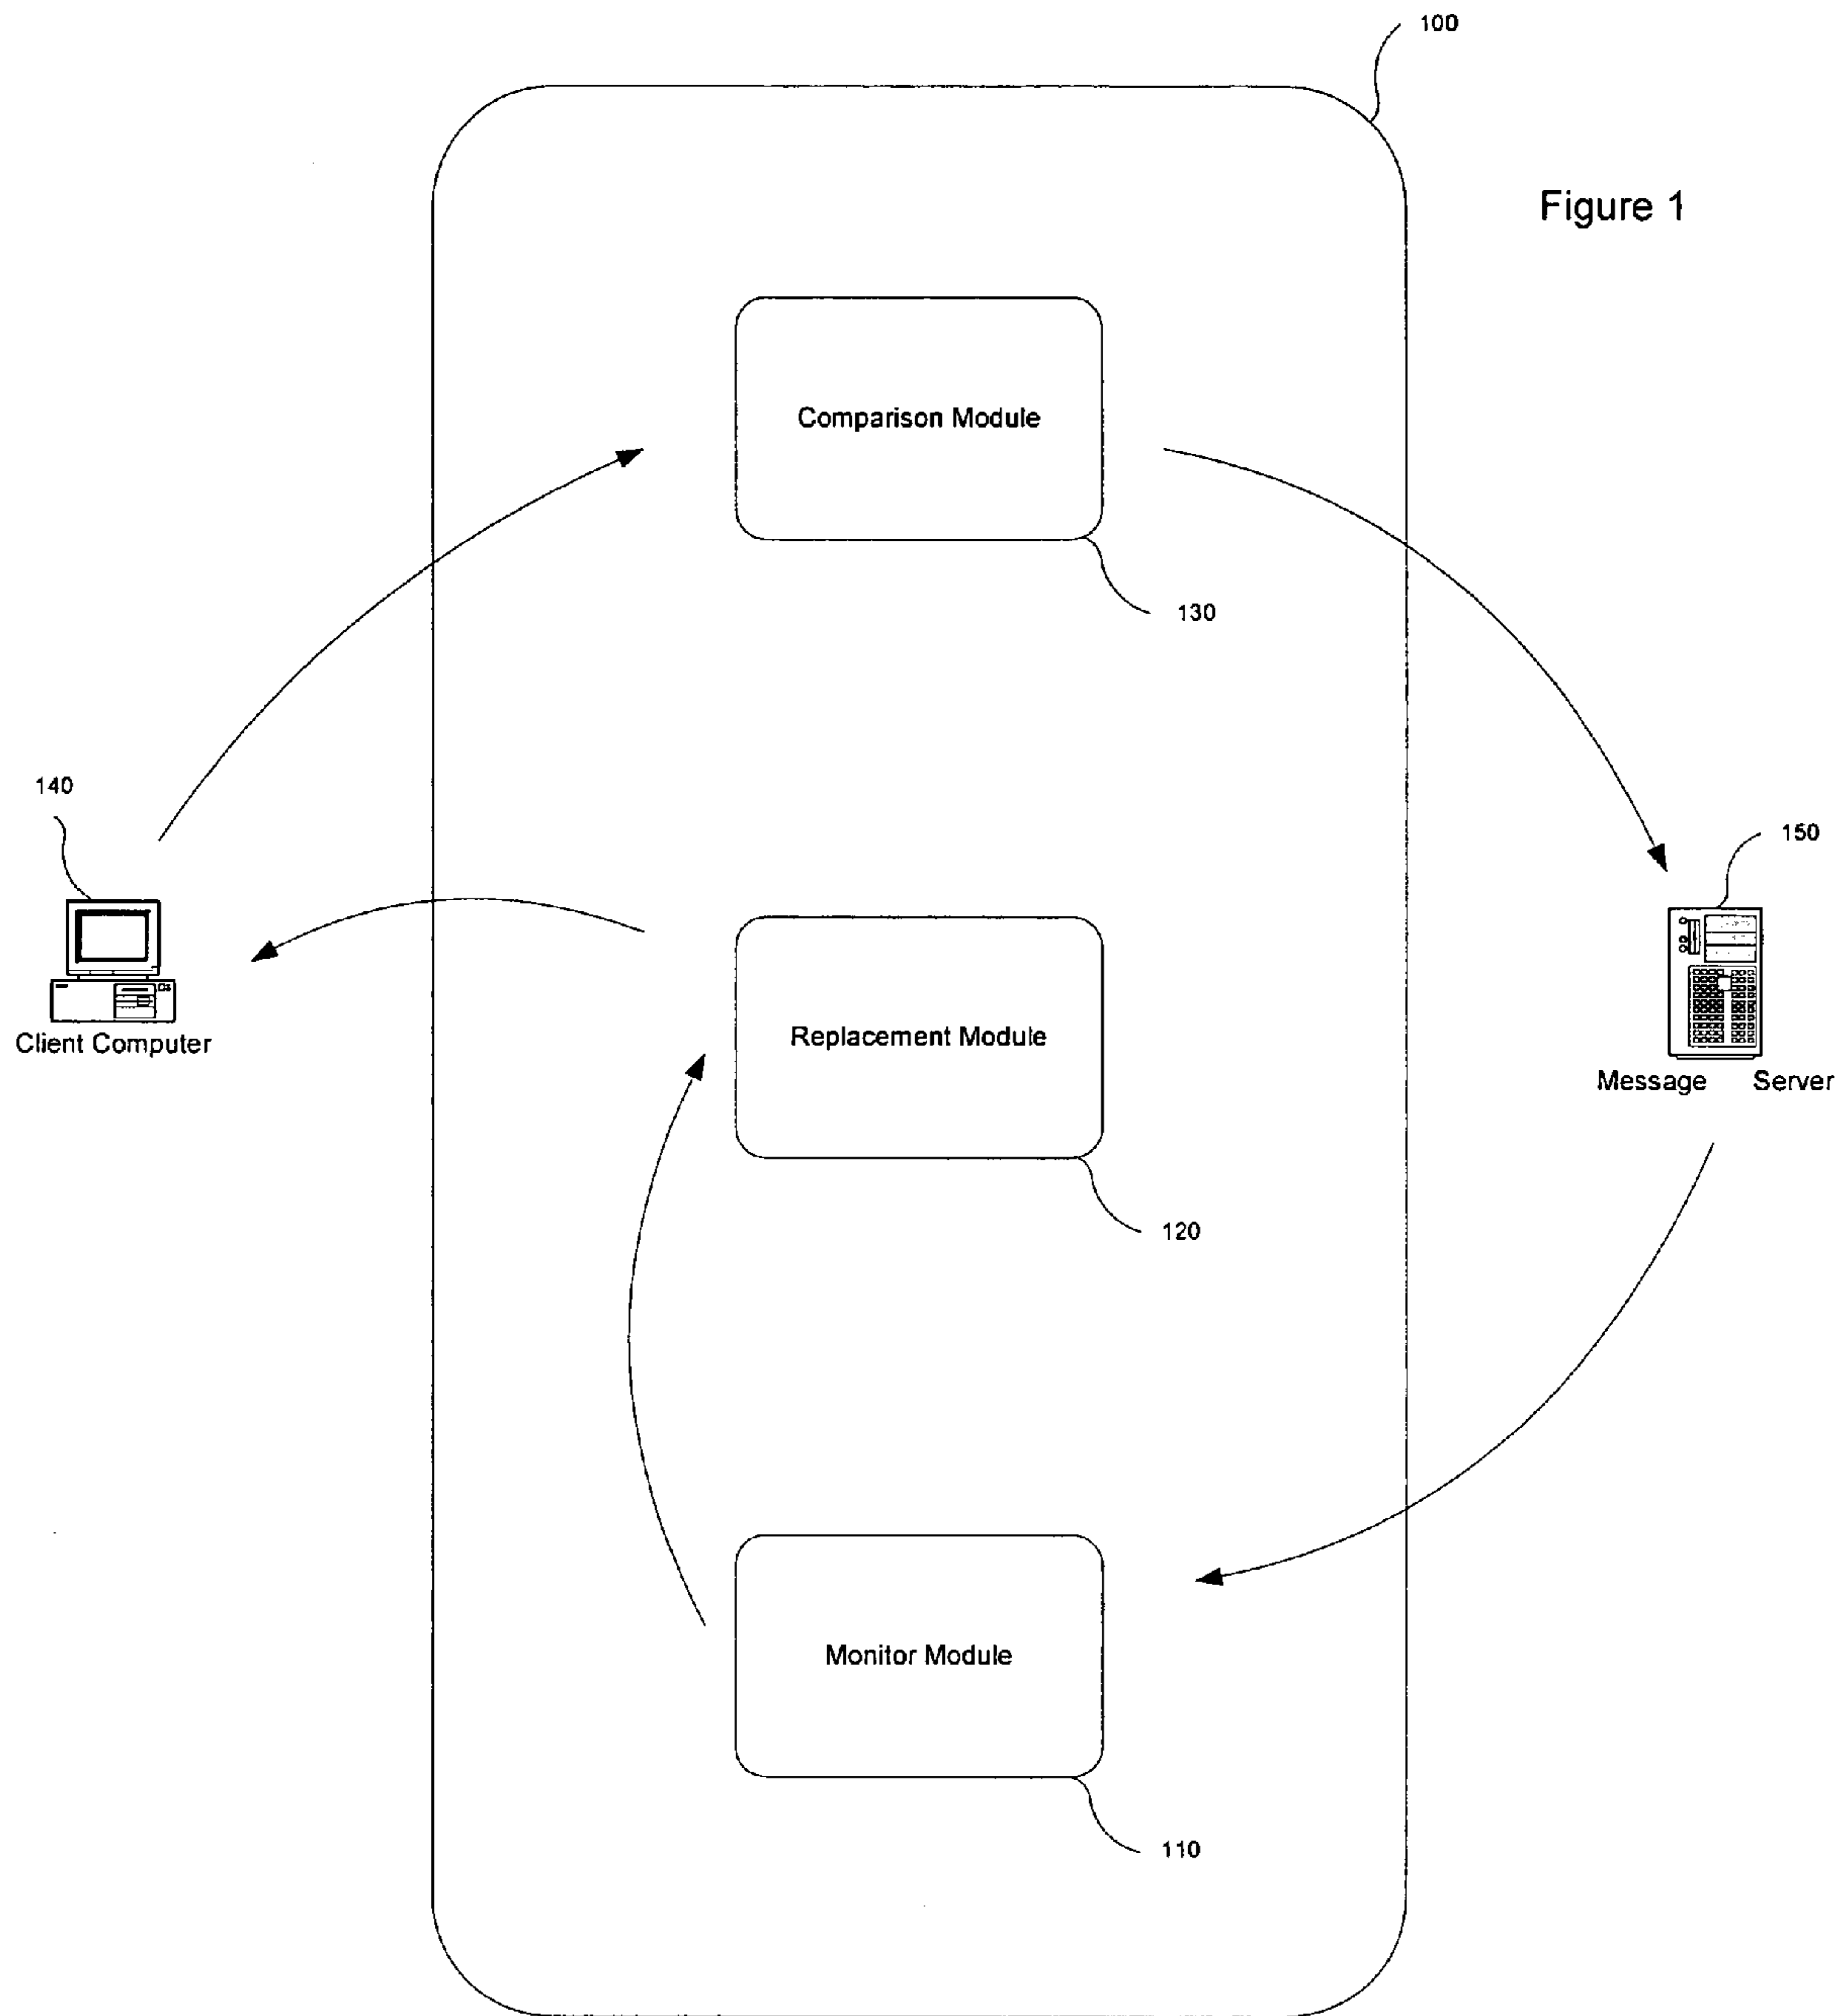 100
Figure 1
Comparison Module
130
140
150
Client Computer
Replacement Module
Message Server
120
Monitor Module
110